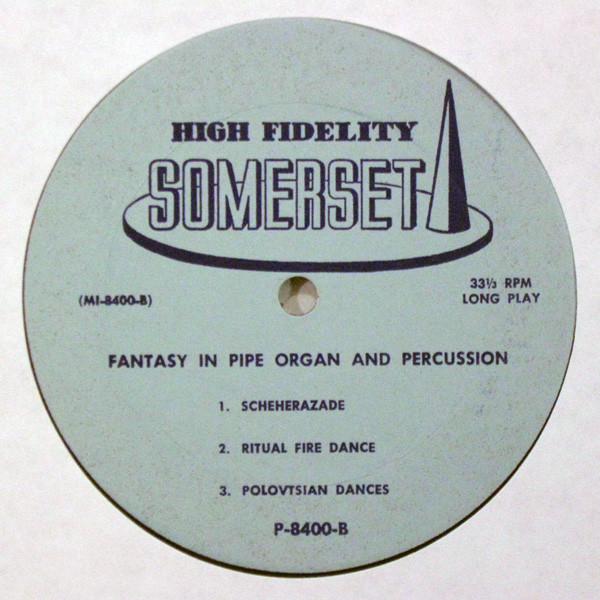 HIGH FIDELITY
SOMERSET
(MI-8400-B)
33⅓ RPM
LONG PLAY
FANTASY IN PIPE ORGAN AND PERCUSSION
1. SCHEHERAZADE
2. RITUAL FIRE DANCE
3. POLOVTSIAN DANCES
P-8400-B